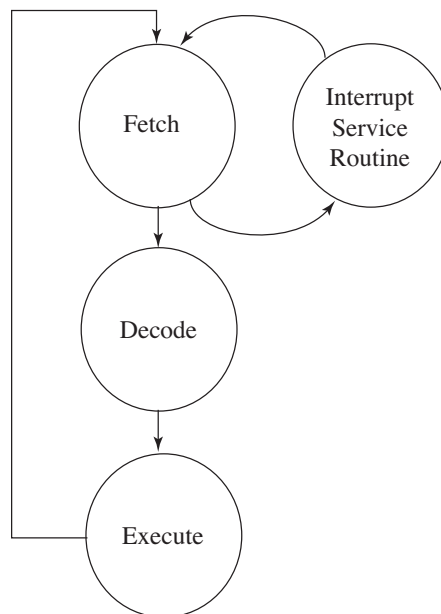 Fetch
Interrupt
Service
Routine
Decode
Execute